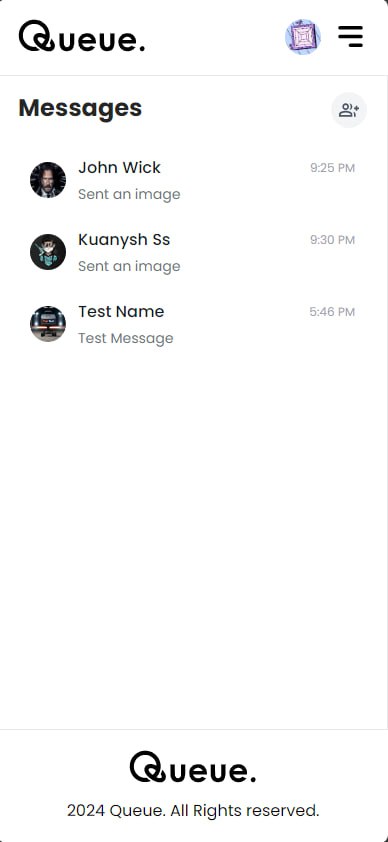 Queue.
Messages
John Wick
9:25 PM
Sent an image
Kuanysh Ss
9:30 PM
Sent an image
Test Name
5:46 PM
Test Message
Queue.
2024 Queue. All Rights reserved.